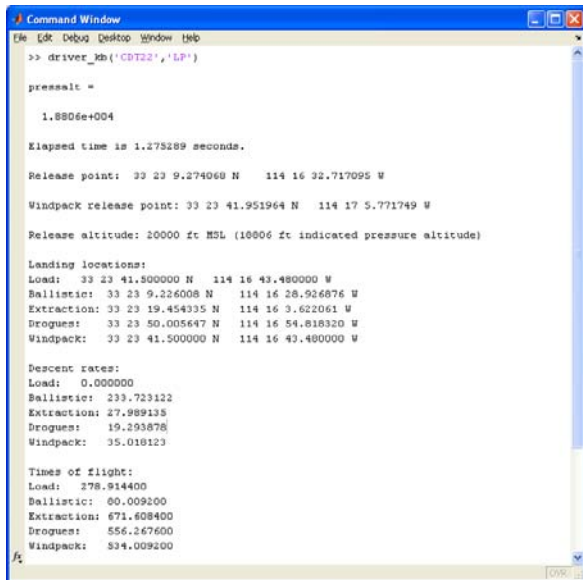 Command Window
File Edit Debug Desktop Window Help
>> driver_kb('CDT22','LP')
pressalt =
1.8806e+004
Elapsed time is 1.275289 seconds.
Release point: 33 23 9.274068 N 114 16 32.717095 W
Windpack release point: 33 23 41.951964 N 114 17 5.771749 W
Release altitude: 20000 ft MSL (18806 ft indicated pressure altitude)
Landing locations:
Load: 33 23 41.500000 N 114 16 43.480000 W
Ballistic: 33 23 9.226008 N 114 16 28.926876 W
Extraction: 33 23 19.454335 N 114 16 3.622061 W
Drogues: 33 23 50.005647 N 114 16 54.818320 W
Windpack: 33 23 41.500000 N 114 16 43.480000 W
Descent rates:
Load: 0.000000
Ballistic: 233.723122
Extraction: 27.989135
Drogues: 19.293878
Windpack: 35.018123
Times of flight:
Load: 278.914400
Ballistic: 80.009200
Extraction: 671.608400
Drogues: 556.267600
Windpack: 534.009200
fx
OVR